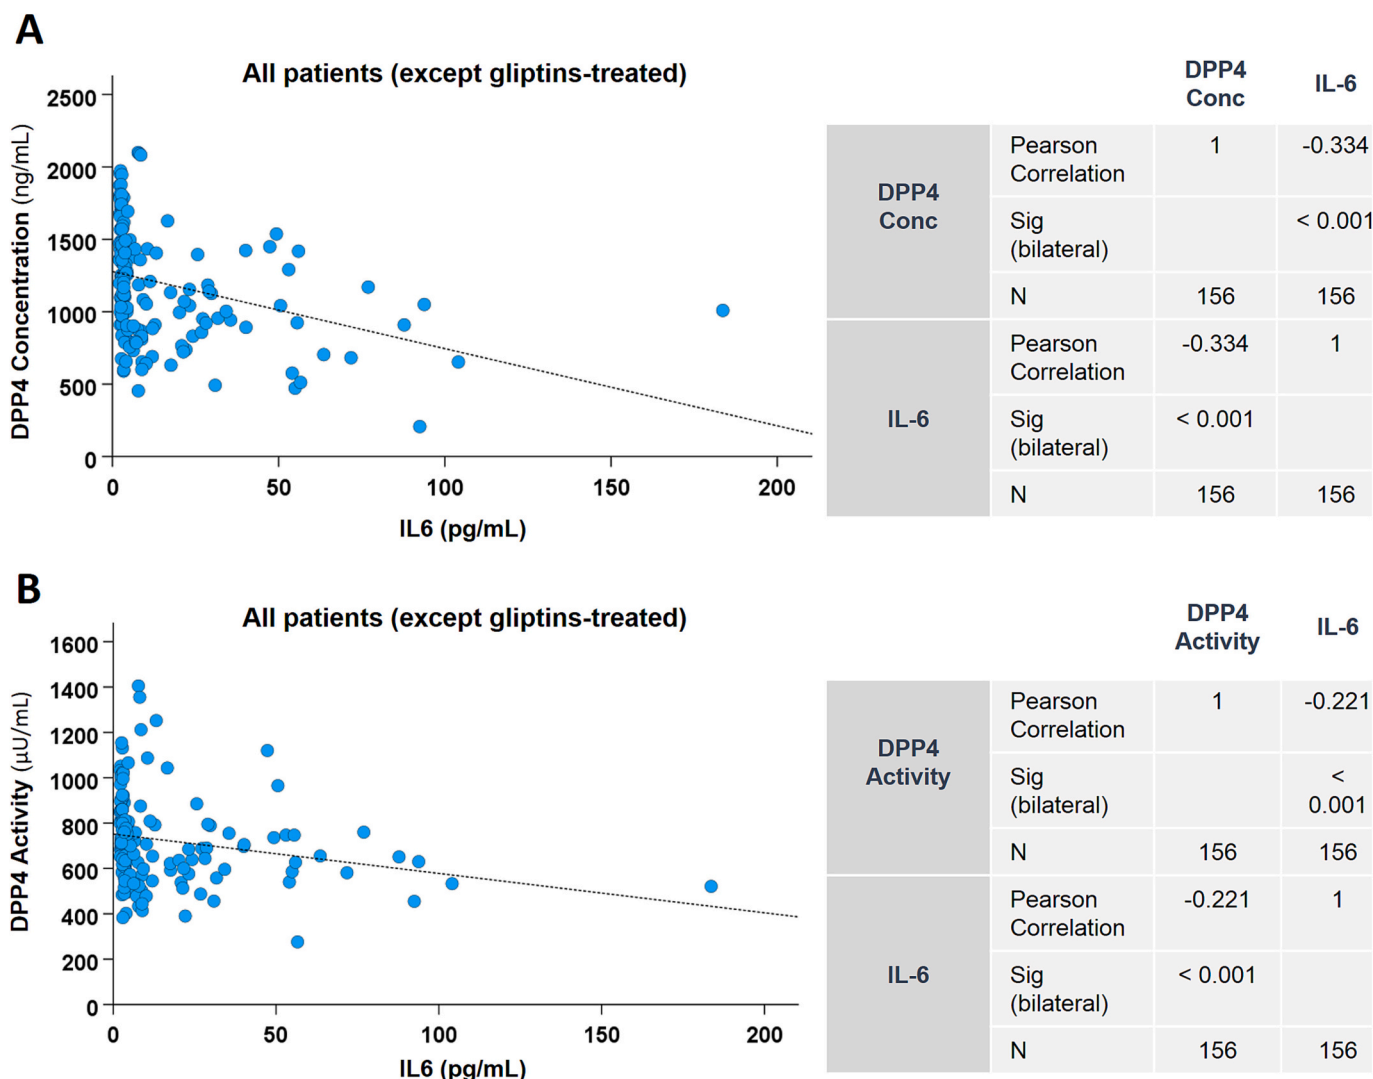 A
All patients (except gliptins-treated)
DPP4 Concentration (ng/mL)
2500
2000
1500
1000
500
0
0 50 100 150 200
IL6 (pg/mL)
DPP4
Conc
IL-6
DPP4
Conc
Pearson
Correlation
1
-0.334
Sig
(bilateral)
< 0.001
N
156
156
IL-6
Pearson
Correlation
-0.334
1
Sig
(bilateral)
< 0.001
N
156
156
B
All patients (except gliptins-treated)
DPP4 Activity (µU/mL)
1600
1400
1200
1000
800
600
400
200
0
0 50 100 150 200
IL6 (pg/mL)
DPP4
Activity
IL-6
DPP4
Activity
Pearson
Correlation
1
-0.221
Sig
(bilateral)
<
0.001
N
156
156
IL-6
Pearson
Correlation
-0.221
1
Sig
(bilateral)
< 0.001
N
156
156